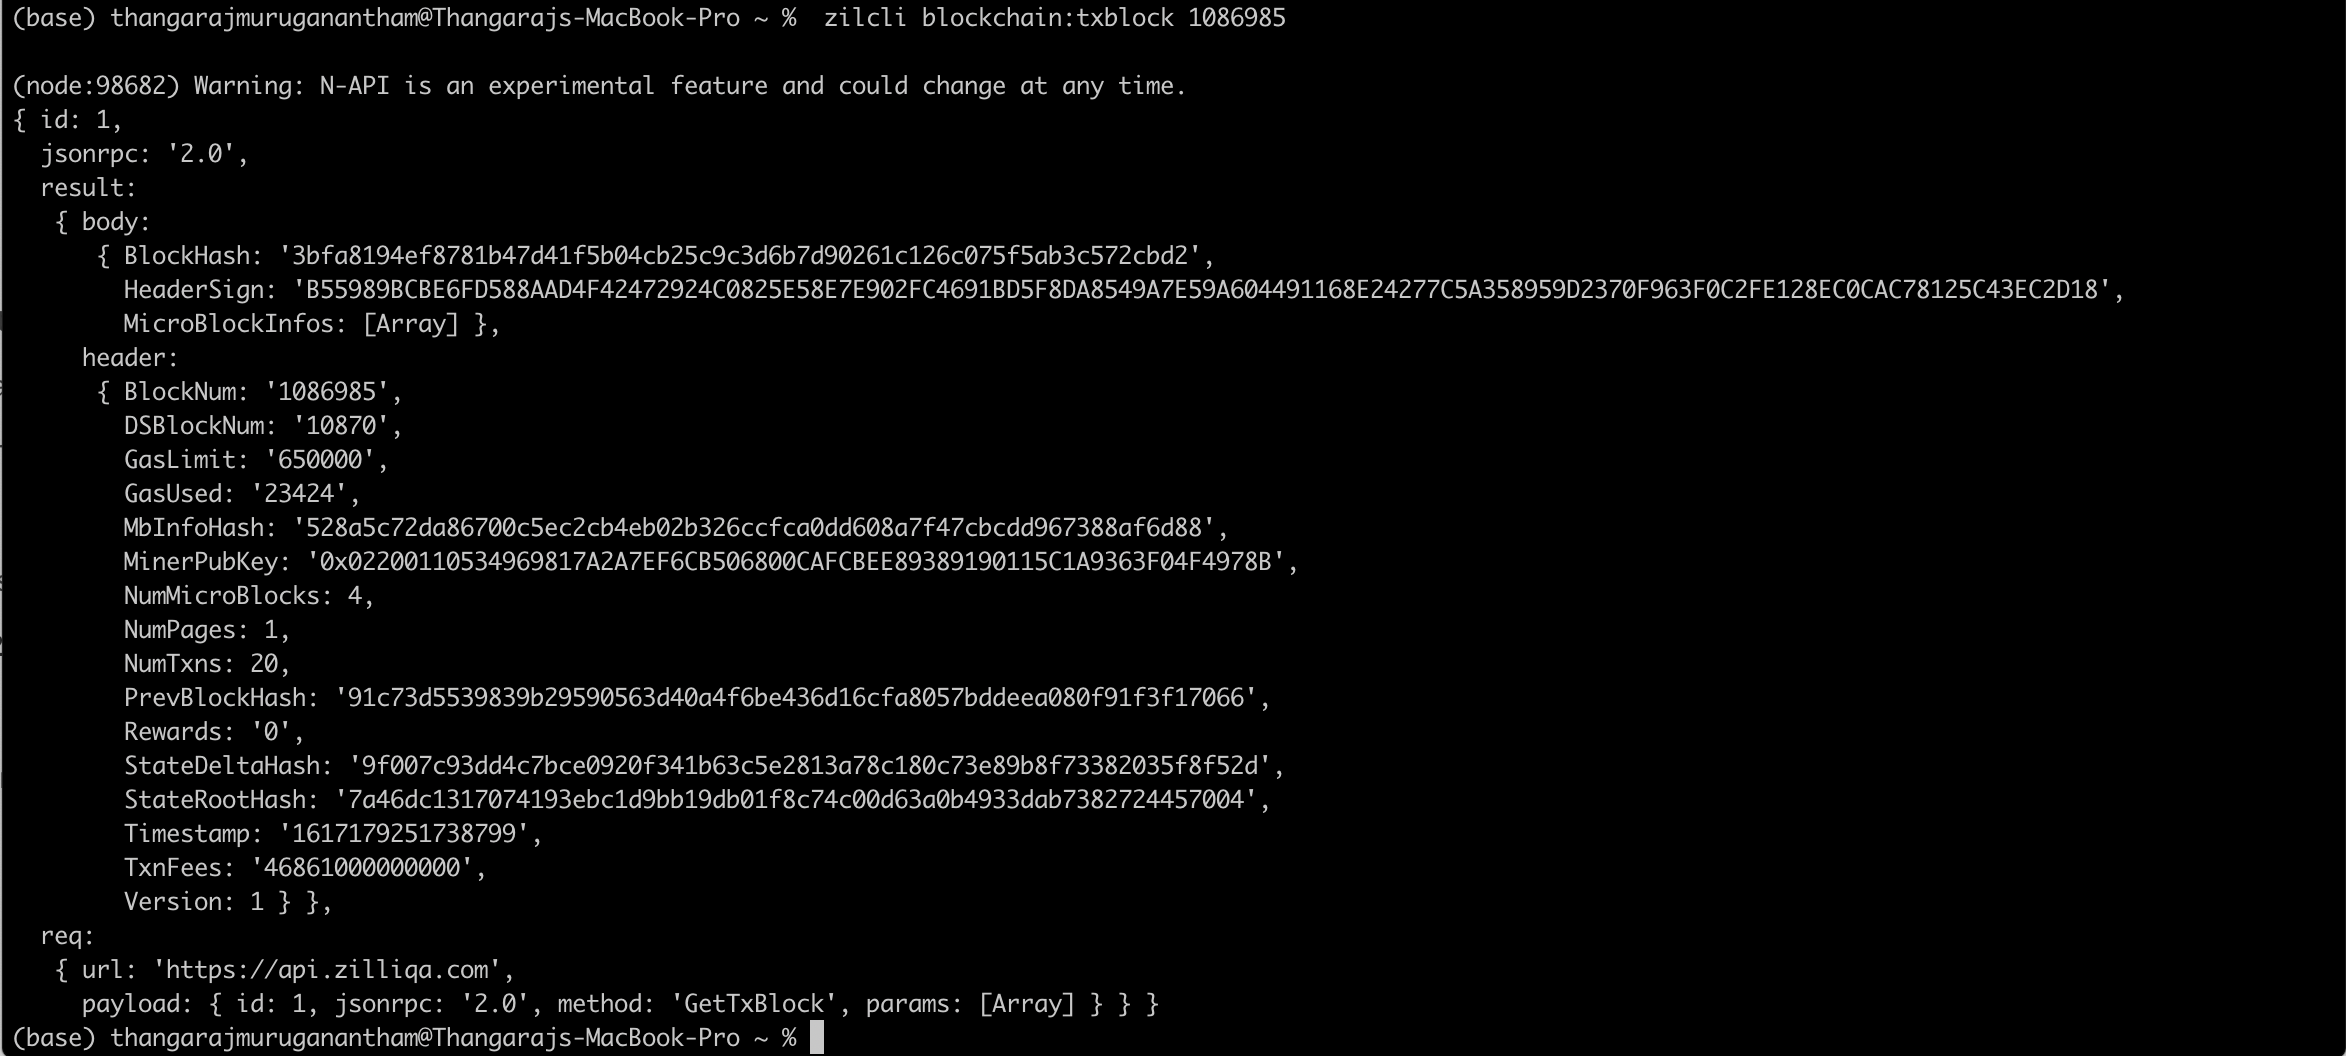 (base) thangarajmuruganantham@Thangarajs-MacBook-Pro ~ %  zilcli blockchain:txblock 1086985
(node:98682) Warning: N-API is an experimental feature and could change at any time.
{ id: 1,
  jsonrpc: '2.0',
  result:
   { body:
      { BlockHash: '3bfa8194ef8781b47d41f5b04cb25c9c3d6b7d90261c126c075f5ab3c572cbd2',
        HeaderSign: 'B55989BCBE6FD588AAD4F42472924C0825E58E7E902FC4691BD5F8DA8549A7E59A604491168E24277C5A358959D2370F963F0C2FE128EC0CAC78125C43EC2D18',
        MicroBlockInfos: [Array] },
     header:
      { BlockNum: '1086985',
        DSBlockNum: '10870',
        GasLimit: '650000',
        GasUsed: '23424',
        MbInfoHash: '528a5c72da86700c5ec2cb4eb02b326ccfca0dd608a7f47cbcdd967388af6d88',
        MinerPubKey: '0x02200110534969817A2A7EF6CB506800CAFCBEE89389190115C1A9363F04F4978B',
        NumMicroBlocks: 4,
        NumPages: 1,
        NumTxns: 20,
        PrevBlockHash: '91c73d5539839b29590563d40a4f6be436d16cfa8057bddeea080f91f3f17066',
        Rewards: '0',
        StateDeltaHash: '9f007c93dd4c7bce0920f341b63c5e2813a78c180c73e89b8f73382035f8f52d',
        StateRootHash: '7a46dc1317074193ebc1d9bb19db01f8c74c00d63a0b4933dab7382724457004',
        Timestamp: '1617179251738799',
        TxnFees: '46861000000000',
        Version: 1 } },
  req:
   { url: 'https://api.zilliqa.com',
     payload: { id: 1, jsonrpc: '2.0', method: 'GetTxBlock', params: [Array] } } }
(base) thangarajmuruganantham@Thangarajs-MacBook-Pro ~ %